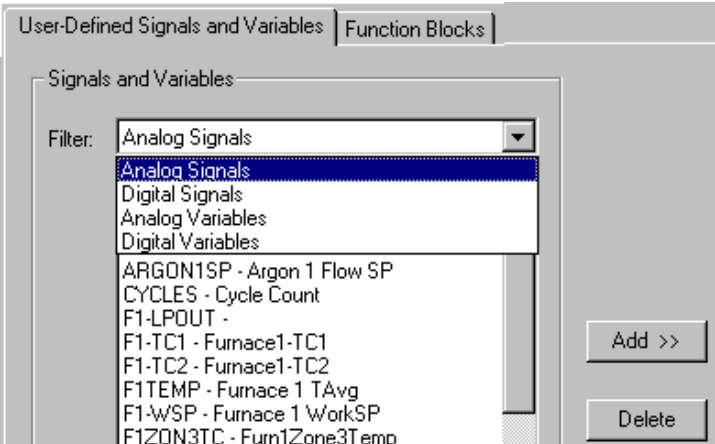 User-Defined Signals and Variables
Function Blocks
Signals and Variables
Filter:
Analog Signals
Analog Signals
Digital Signals
Analog Variables
Digital Variables
ARGON1SP - Argon 1 Flow SP
CYCLES - Cycle Count
F1-LPOUT -
F1-TC1 - Furnace1-TC1
F1-TC2 - Furnace1-TC2
F1TEMP - Furnace 1 TAvg
F1-WSP - Furnace 1 WorkSP
F1ZON3TC - Furn1Zone3Temp
Add >>
Delete